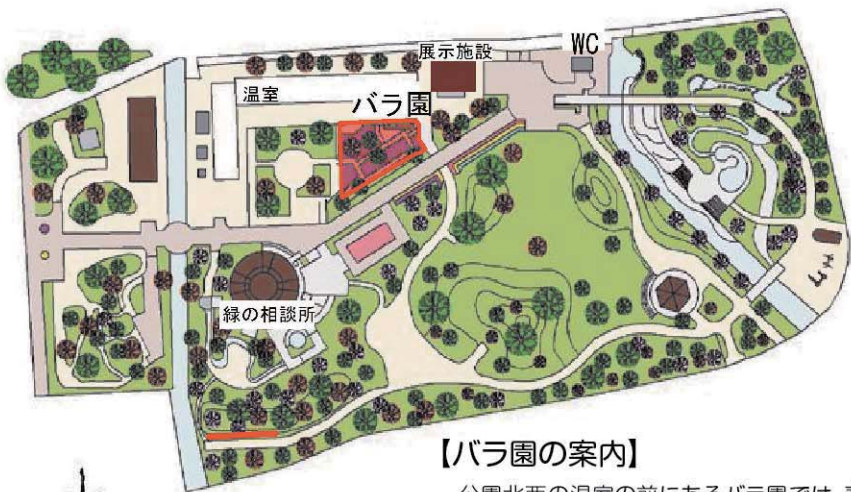 展示施設
WC
温室
バラ園
緑の相談所
【バラ園の案内】
公園北西の温室の前にあるバラ園では、